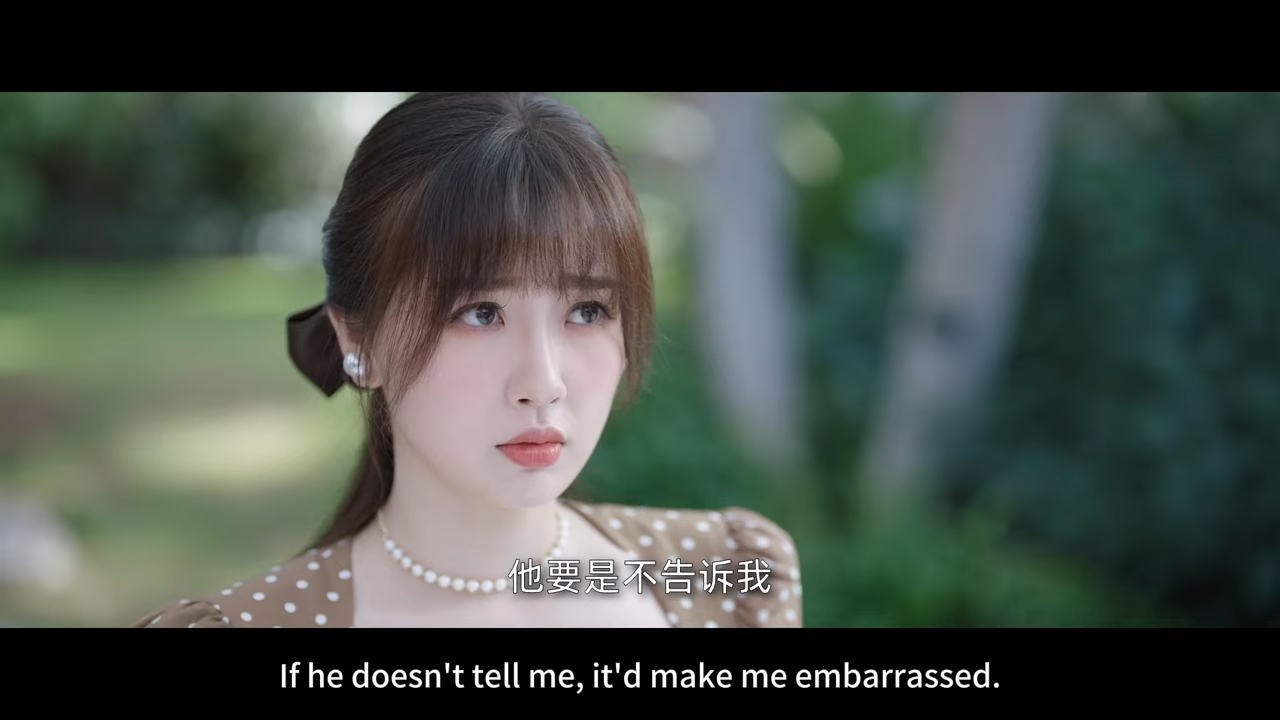 他要是不告诉我
If he doesn't tell me, it'd make me embarrassed.